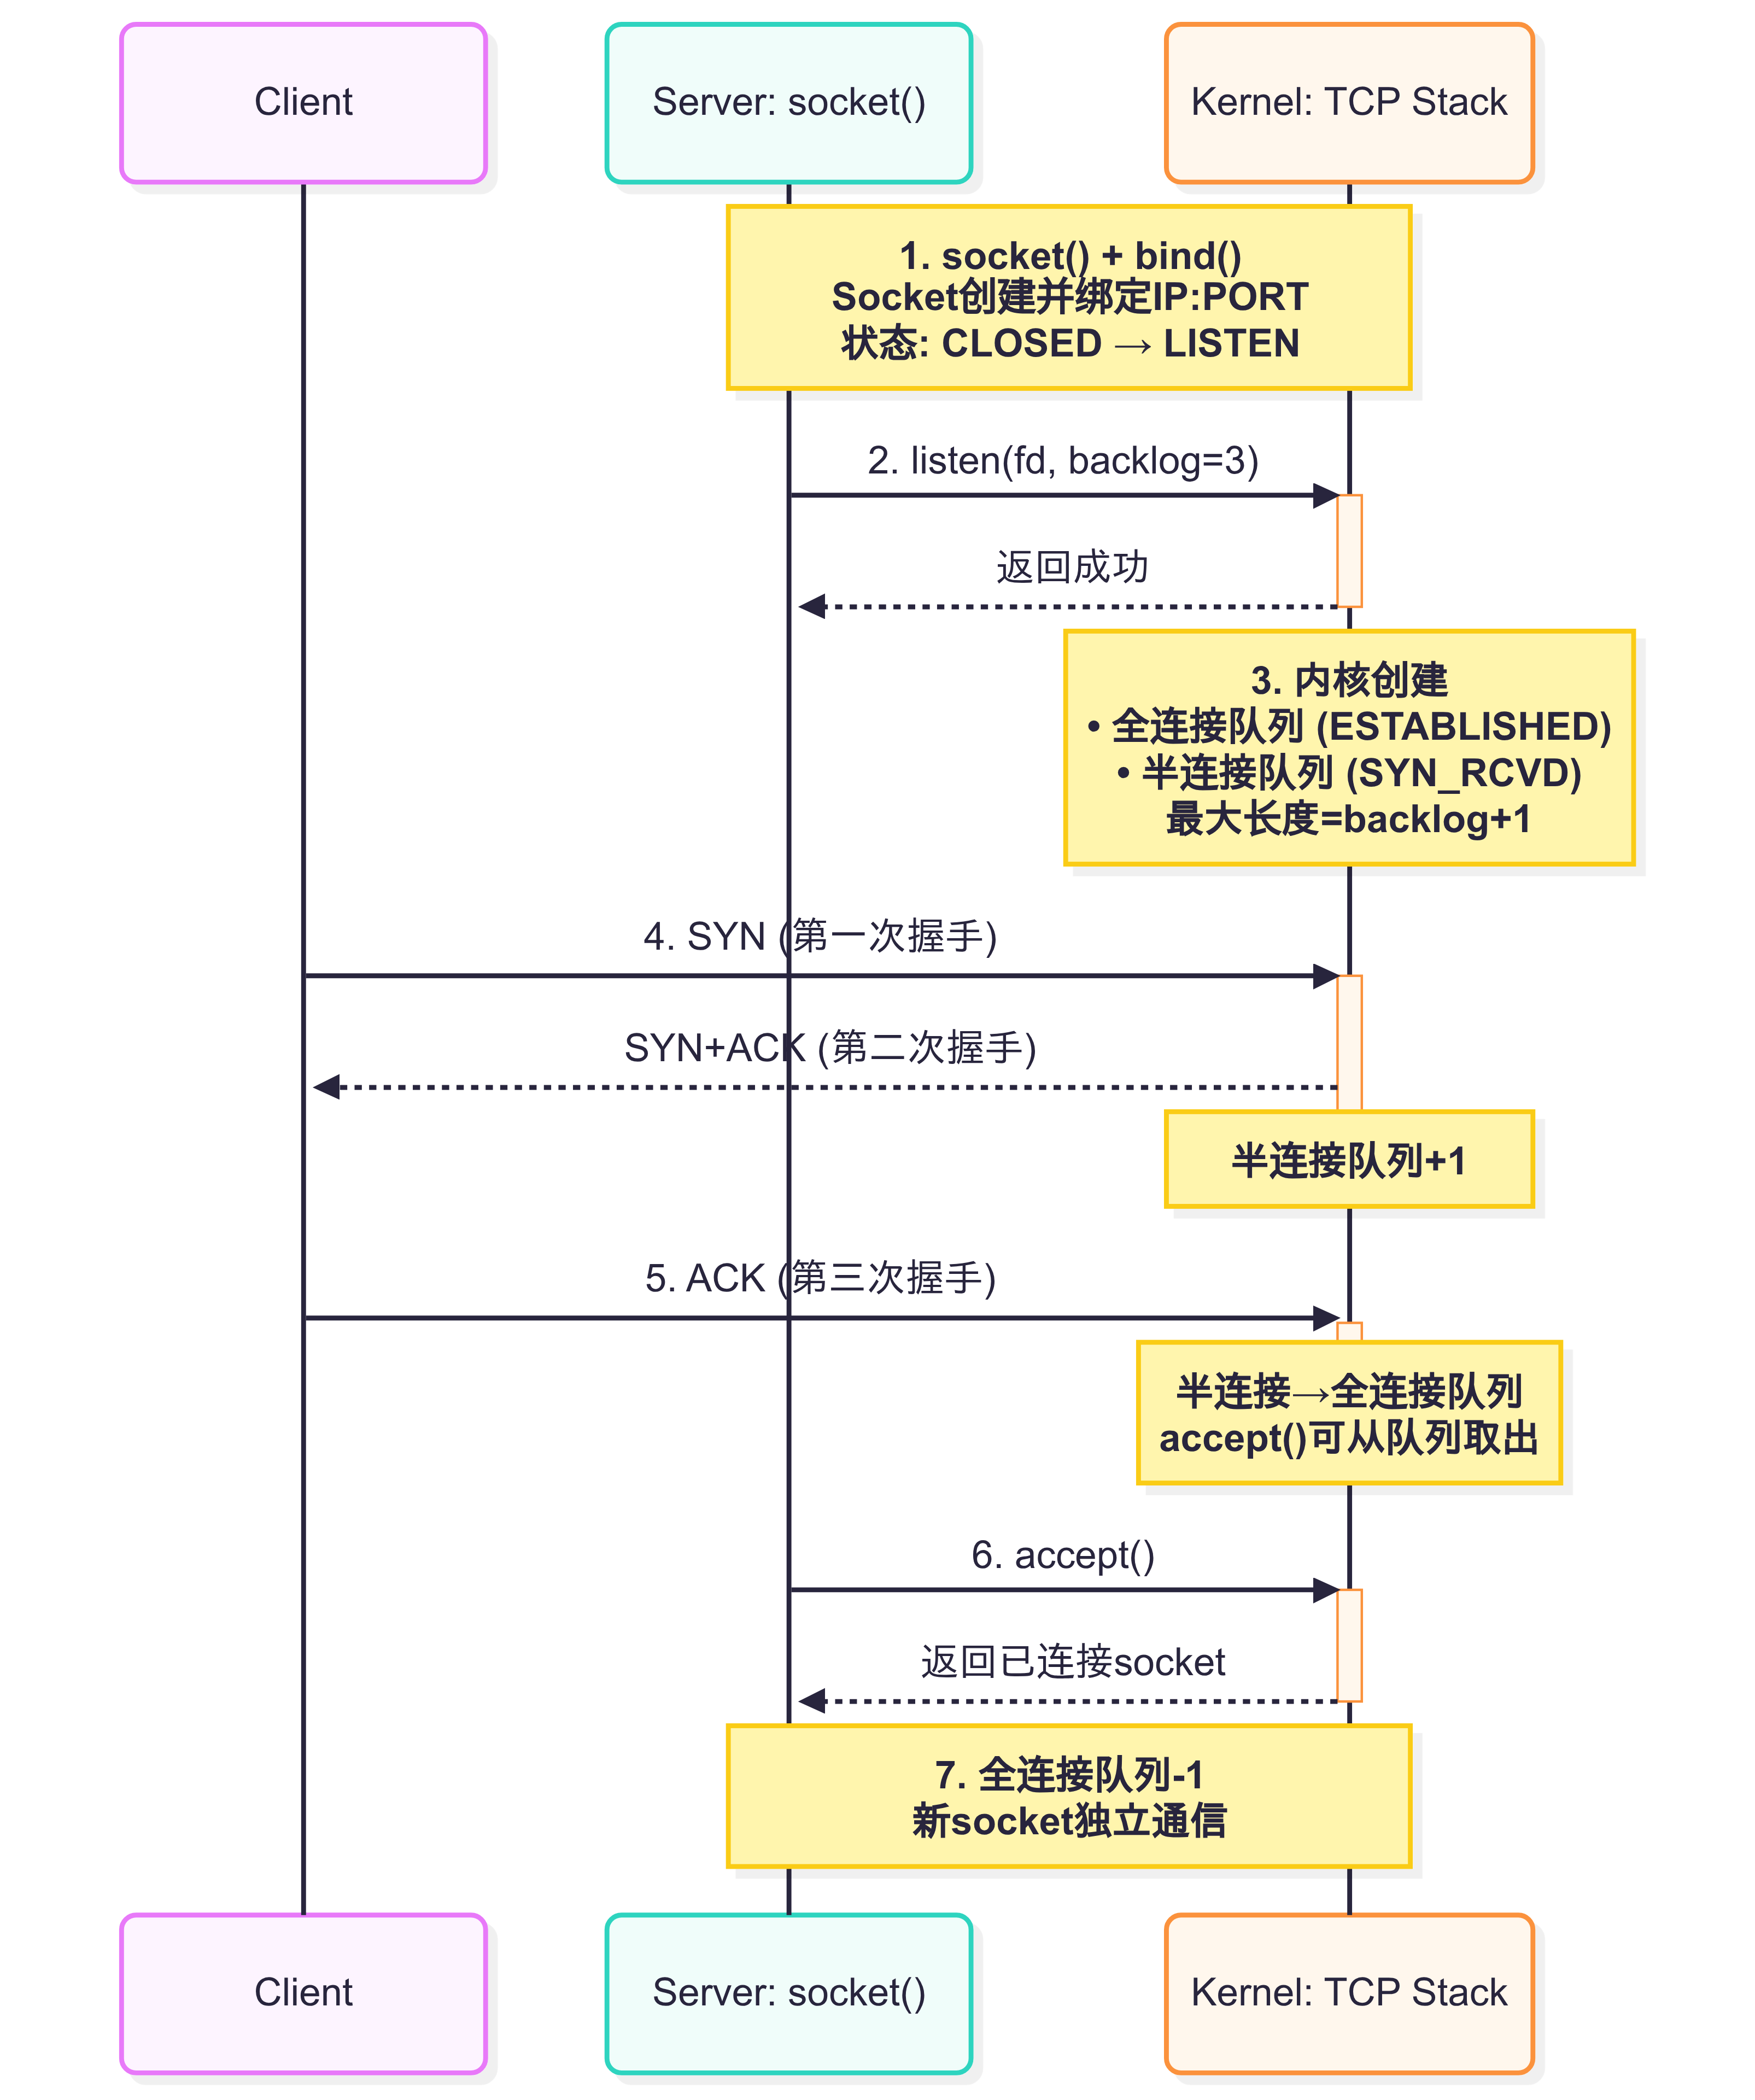 Client
Server: socket()
Kernel: TCP Stack
1. socket() + bind()
Socket创建并绑定IP:PORT
状态: CLOSED → LISTEN
2. listen(fd, backlog=3)
返回成功
3. 内核创建
• 全连接队列 (ESTABLISHED)
• 半连接队列 (SYN_RCVD)
最大长度=backlog+1
4. SYN (第一次握手)
SYN+ACK (第二次握手)
半连接队列+1
5. ACK (第三次握手)
半连接→全连接队列
accept()可从队列取出
6. accept()
返回已连接socket
7. 全连接队列-1
新socket独立通信
Client
Server: socket()
Kernel: TCP Stack